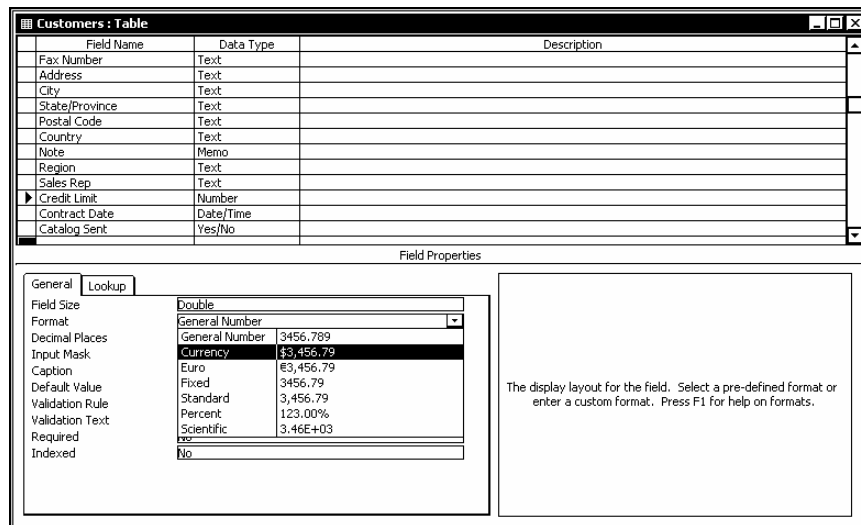 Customers : Table
Field Name Data Type Description
Fax Number Text
Address Text
City Text
State/Province Text
Postal Code Text
Country Text
Note Memo
Region Text
Sales Rep Text
Credit Limit Number
Contract Date Date/Time
Catalog Sent Yes/No
Field Properties
General Lookup
Field Size Double
Format General Number
Decimal Places General Number 3456.789
Input Mask Currency $3,456.79
Caption Euro €3,456.79
Default Value Fixed 3456.79
Validation Rule Standard 3,456.79
Validation Text Percent 123.00%
Required Scientific 3.46E+03
No
Indexed No
The display layout for the field. Select a pre-defined format or
enter a custom format. Press F1 for help on formats.